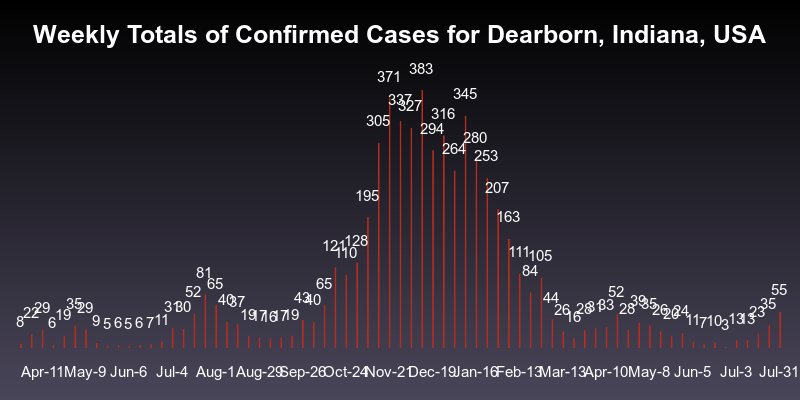 Weekly Totals of Confirmed Cases for Dearborn, Indiana, USA
8 22 29 6 19 35 29 9 5 6 5 6 7 11 31 30 52 81 65 40 37 19 17 16 17 19 43 40 65 121 110 128 195 305 371 337 327 383 294 316 264 345 280 253 207 163 111 84 105 44 26 16 28 31 33 52 28 39 35 26 20 24 11 7 10 3 13 13 23 35 55
Apr-11 May-9 Jun-6 Jul-4 Aug-1 Aug-29 Sep-26 Oct-24 Nov-21 Dec-19 Jan-16 Feb-13 Mar-13 Apr-10 May-8 Jun-5 Jul-3 Jul-31